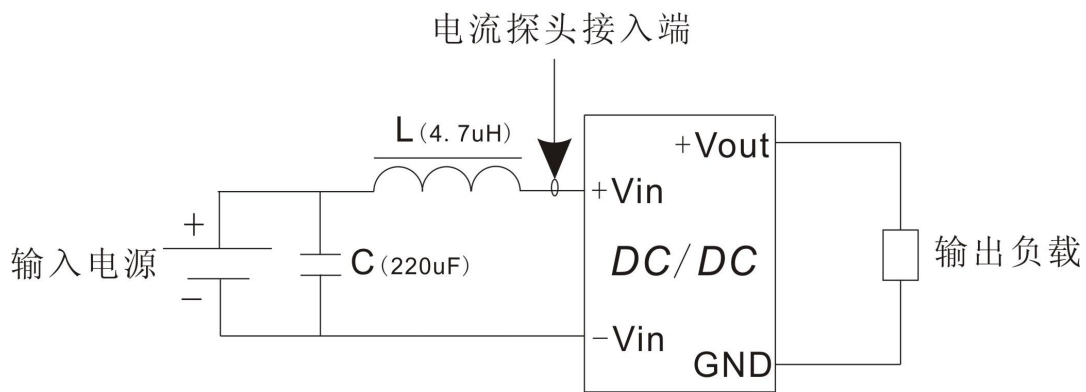 电流探头接入端
L(4.7uH)
+Vout
+Vin
+
输入电源
C(220uF)
DC/DC
输出负载
−
−Vin
GND